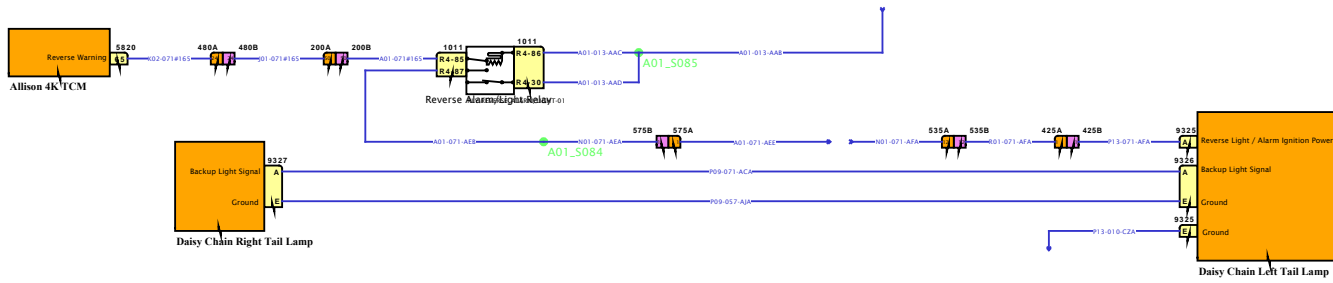 480A 480B
200A 200B
1011
1011
5820
Reverse Warning
65
K02-071#165
J01-071#165
A01-071#165
R4-85
R4-87
R4-86
R4-30
A01-013-AAC
A01-013-AAB
A01_S085
A01-013-AAD
Allison 4K TCM
Reverse Alarm/Light Relay
575B 575A
535A 535B
425A 425B
9325
A01-071-AEB
A01_S084
N01-071-AEA
A01-071-AEE
N01-071-AFA
R01-071-AFA
P13-071-AFA
A
Reverse Light / Alarm Ignition Power
9327
9326
Backup Light Signal
A
P09-071-ACA
A
Backup Light Signal
Ground
E
P09-057-AJA
E
Ground
9325
P13-010-CZA
E
Ground
Daisy Chain Right Tail Lamp
Daisy Chain Left Tail Lamp